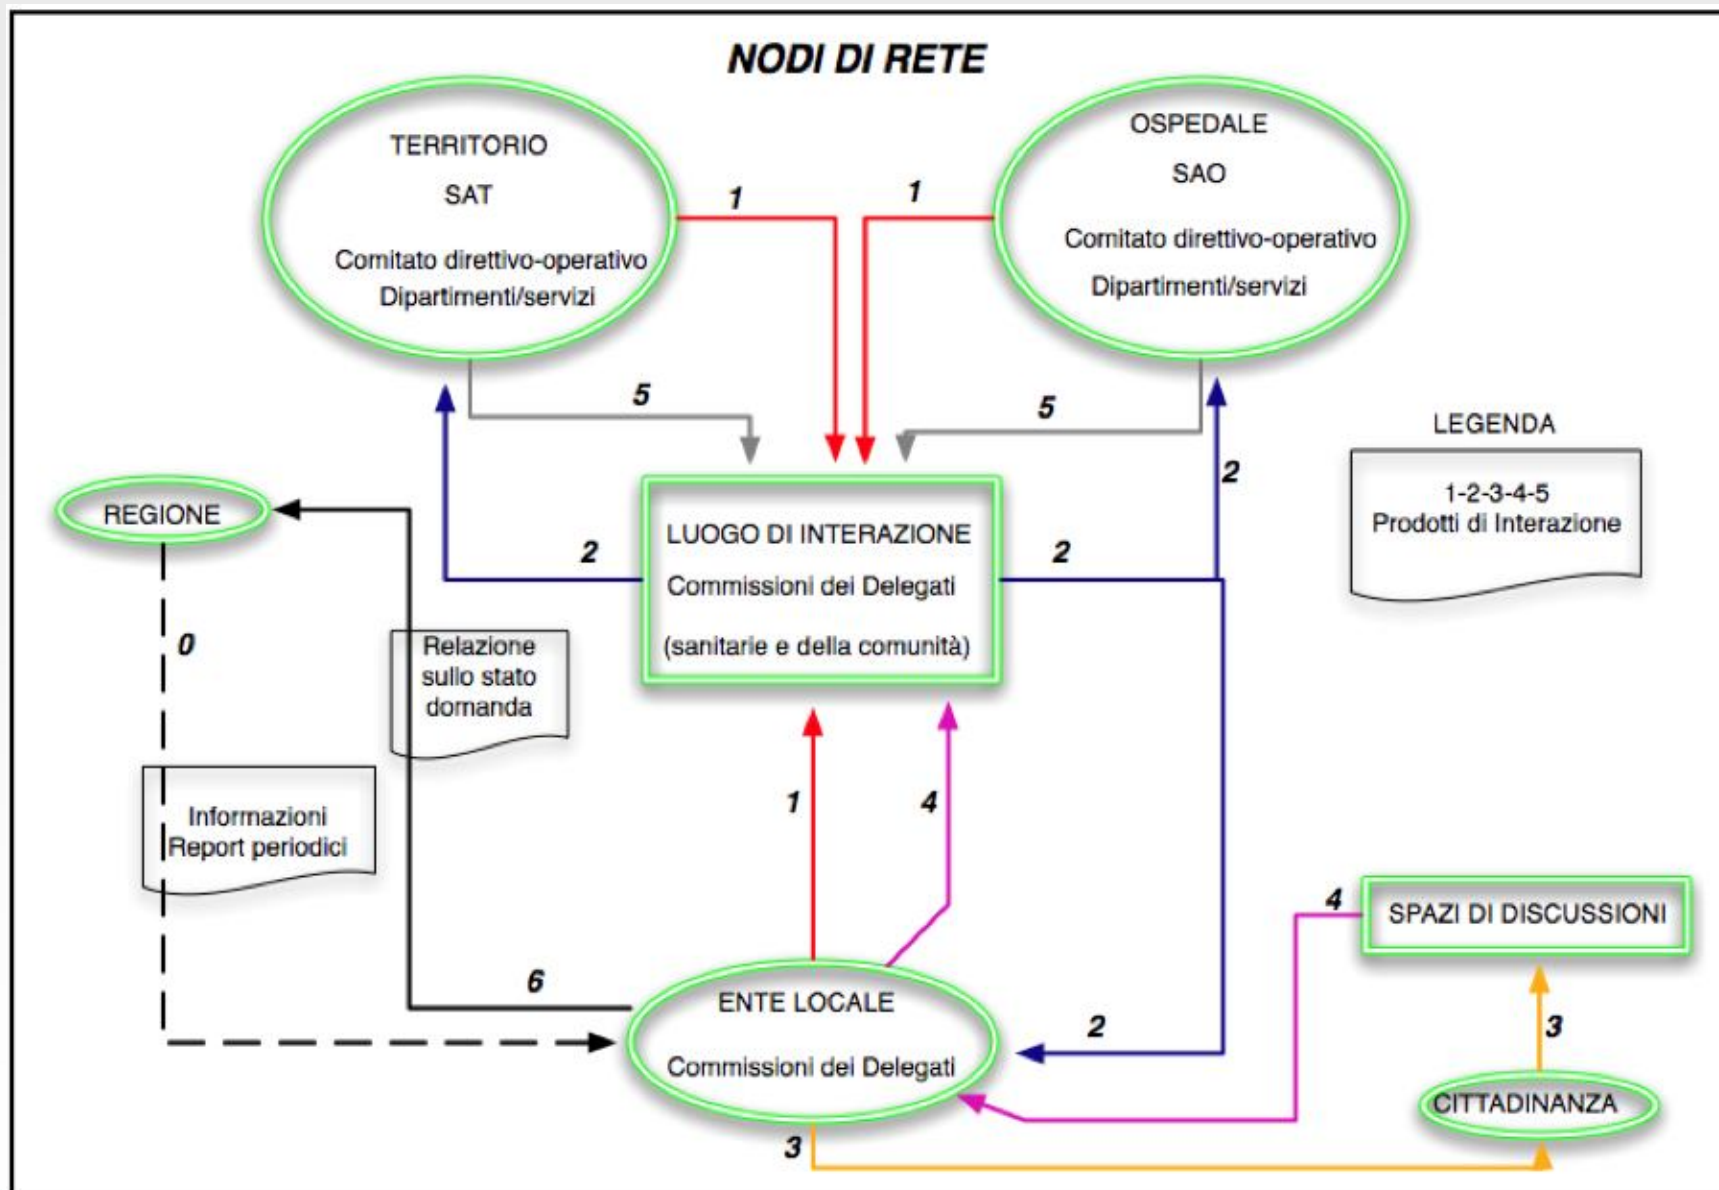 NODI DI RETE
TERRITORIO
SAT
Comitato direttivo-operativo
Dipartimenti/servizi
OSPEDALE
SAO
Comitato direttivo-operativo
Dipartimenti/servizi
1
1
5
5
LEGENDA
1-2-3-4-5
Prodotti di Interazione
REGIONE
2
LUOGO DI INTERAZIONE
Commissioni dei Delegati
(sanitarie e della comunità)
2
2
0
Relazione
sullo stato
domanda
Informazioni
Report periodici
1
4
4
SPAZI DI DISCUSSIONI
6
ENTE LOCALE
Commissioni dei Delegati
2
3
CITTADINANZA
3